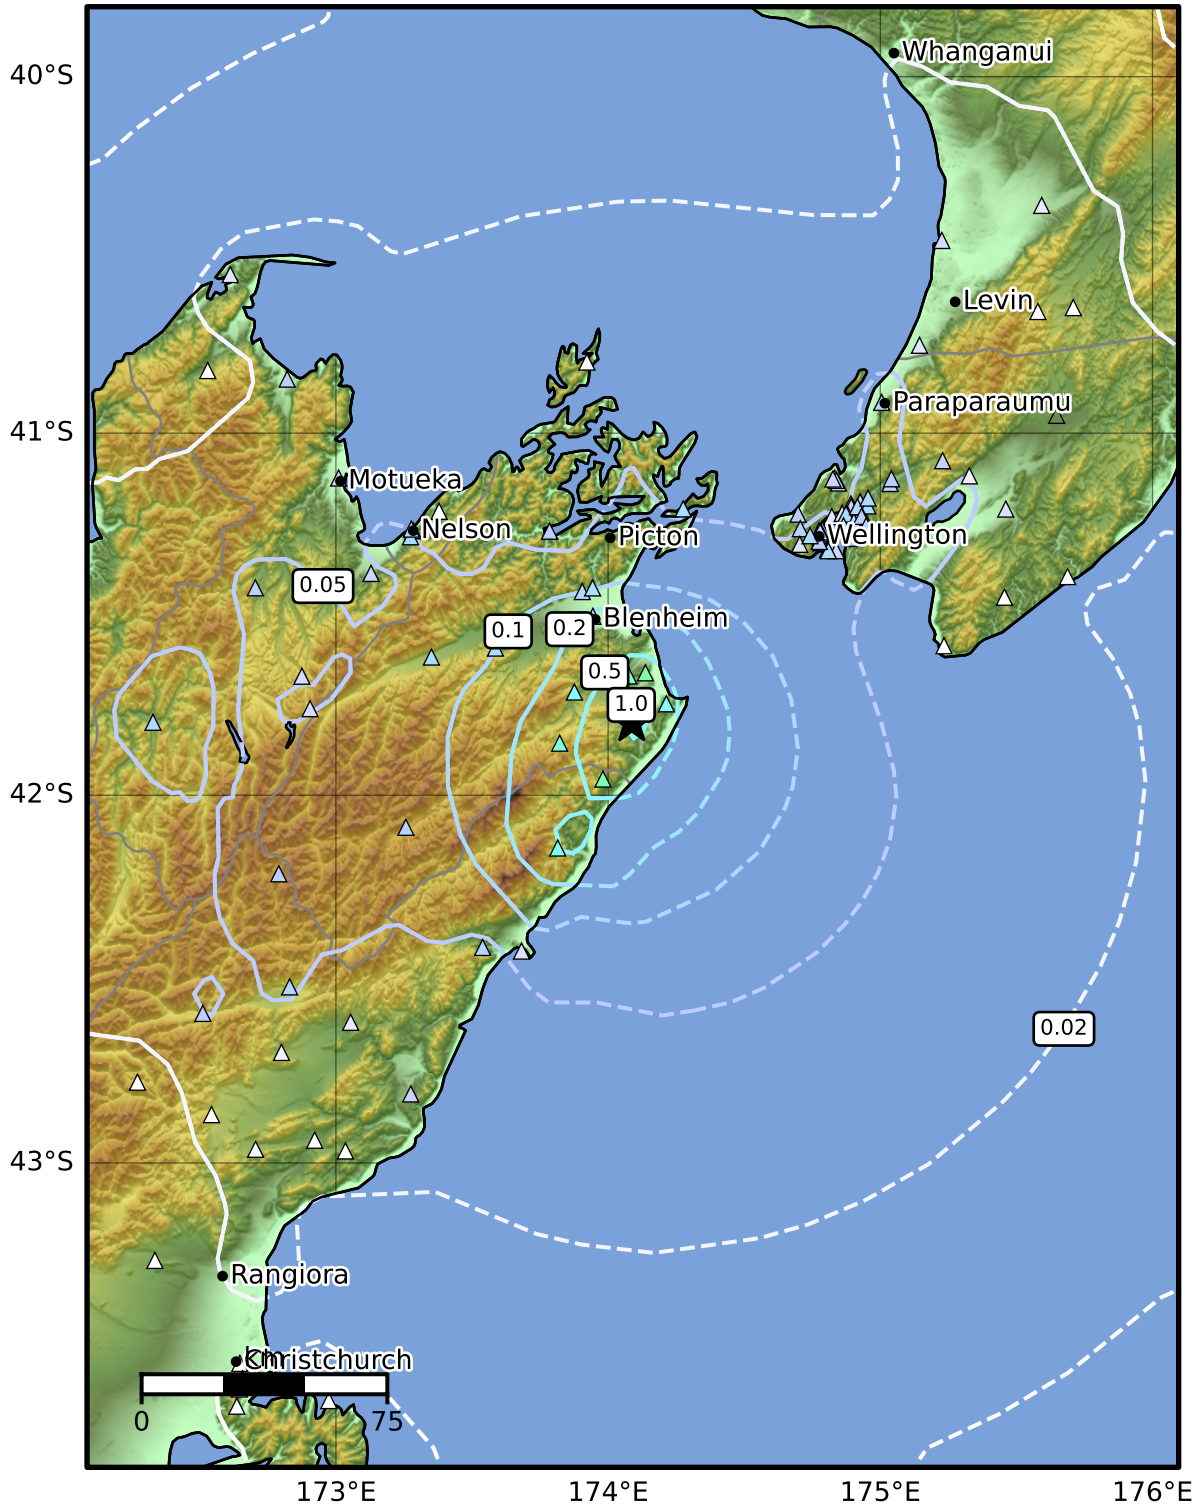 40°S
Whanganui
Levin
Paraparaumu
41°S
Motueka
Nelson
Picton
Wellington
0.05
0.1
0.2
Blenheim
0.5
1.0
42°S
0.02
43°S
Rangiora
km
Christchurch
0
75
173°E
174°E
175°E
176°E